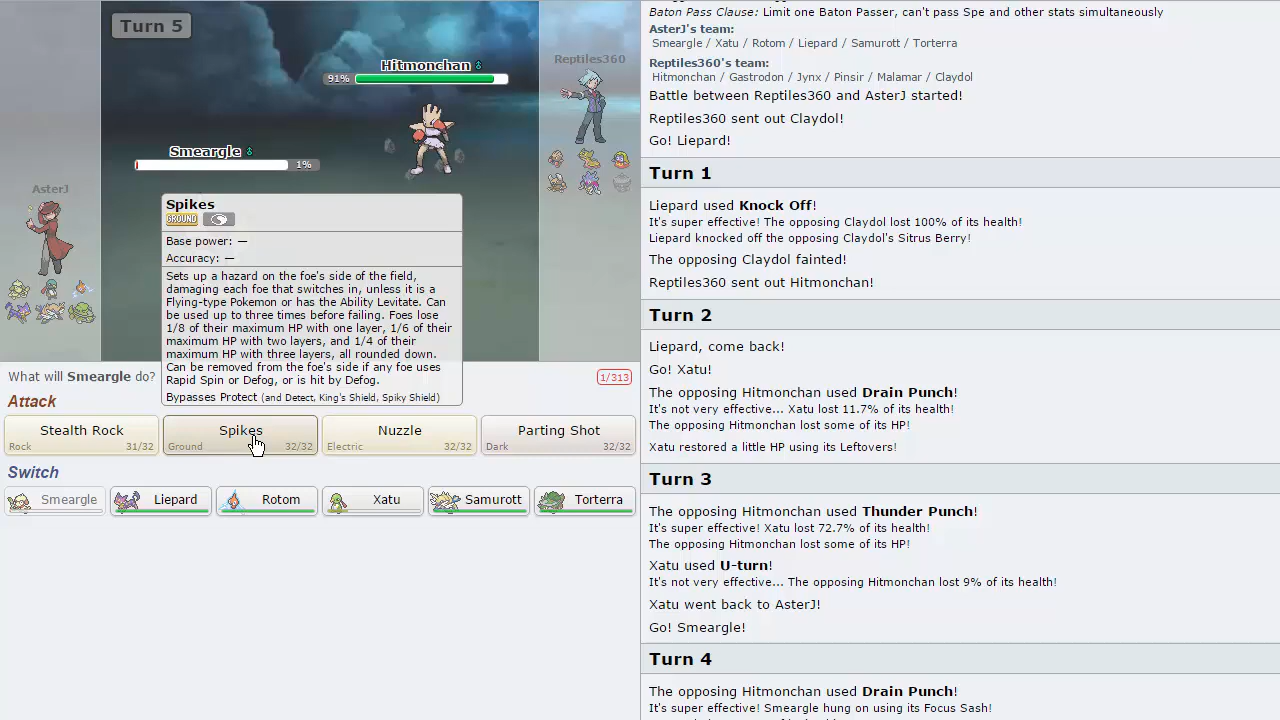 Turn 5
Hitmonchan
91%
Smeargle
1%
AsterJ
Reptiles360
Spikes
GROUND
Base power: —
Accuracy: —
Sets up a hazard on the foe's side of the field,
damaging each foe that switches in, unless it is a
Flying-type Pokemon or has the Ability Levitate. Can
be used up to three times before failing. Foes lose
1/8 of their maximum HP with one layer, 1/6 of their
maximum HP with two layers, and 1/4 of their
maximum HP with three layers, all rounded down.
Can be removed from the foe's side if any foe uses
Rapid Spin or Defog, or is hit by Defog.
Bypasses Protect (and Detect, King's Shield, Spiky Shield)
What will Smeargle do?
1/313
Attack
Stealth Rock
Rock 31/32
Spikes
Ground 32/32
Nuzzle
Electric 32/32
Parting Shot
Dark 32/32
Switch
Smeargle
Liepard
Rotom
Xatu
Samurott
Torterra
Baton Pass Clause: Limit one Baton Passer, can't pass Spe and other stats simultaneously
AsterJ's team:
Smeargle / Xatu / Rotom / Liepard / Samurott / Torterra
Reptiles360's team:
Hitmonchan / Gastrodon / Jynx / Pinsir / Malamar / Claydol
Battle between Reptiles360 and AsterJ started!
Reptiles360 sent out Claydol!
Go! Liepard!
Turn 1
Liepard used Knock Off!
It's super effective! The opposing Claydol lost 100% of its health!
Liepard knocked off the opposing Claydol's Sitrus Berry!
The opposing Claydol fainted!
Reptiles360 sent out Hitmonchan!
Turn 2
Liepard, come back!
Go! Xatu!
The opposing Hitmonchan used Drain Punch!
It's not very effective... Xatu lost 11.7% of its health!
The opposing Hitmonchan lost some of its HP!
Xatu restored a little HP using its Leftovers!
Turn 3
The opposing Hitmonchan used Thunder Punch!
It's super effective! Xatu lost 72.7% of its health!
The opposing Hitmonchan lost some of its HP!
Xatu used U-turn!
It's not very effective... The opposing Hitmonchan lost 9% of its health!
Xatu went back to AsterJ!
Go! Smeargle!
Turn 4
The opposing Hitmonchan used Drain Punch!
It's super effective! Smeargle hung on using its Focus Sash!